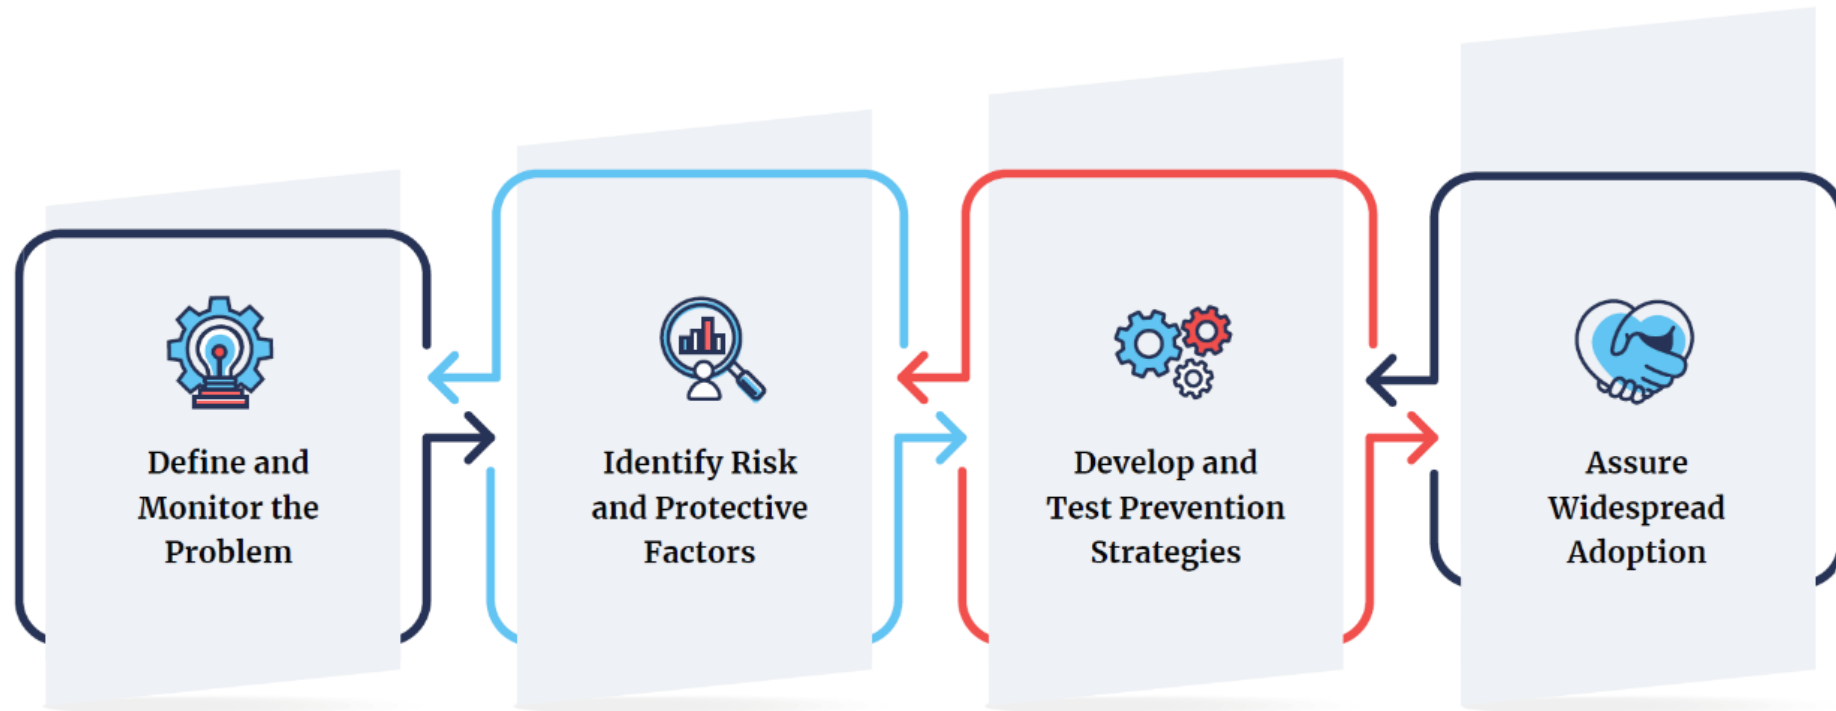 Define and
Monitor the
Problem
Identify Risk
and Protective
Factors
Develop and
Test Prevention
Strategies
Assure
Widespread
Adoption